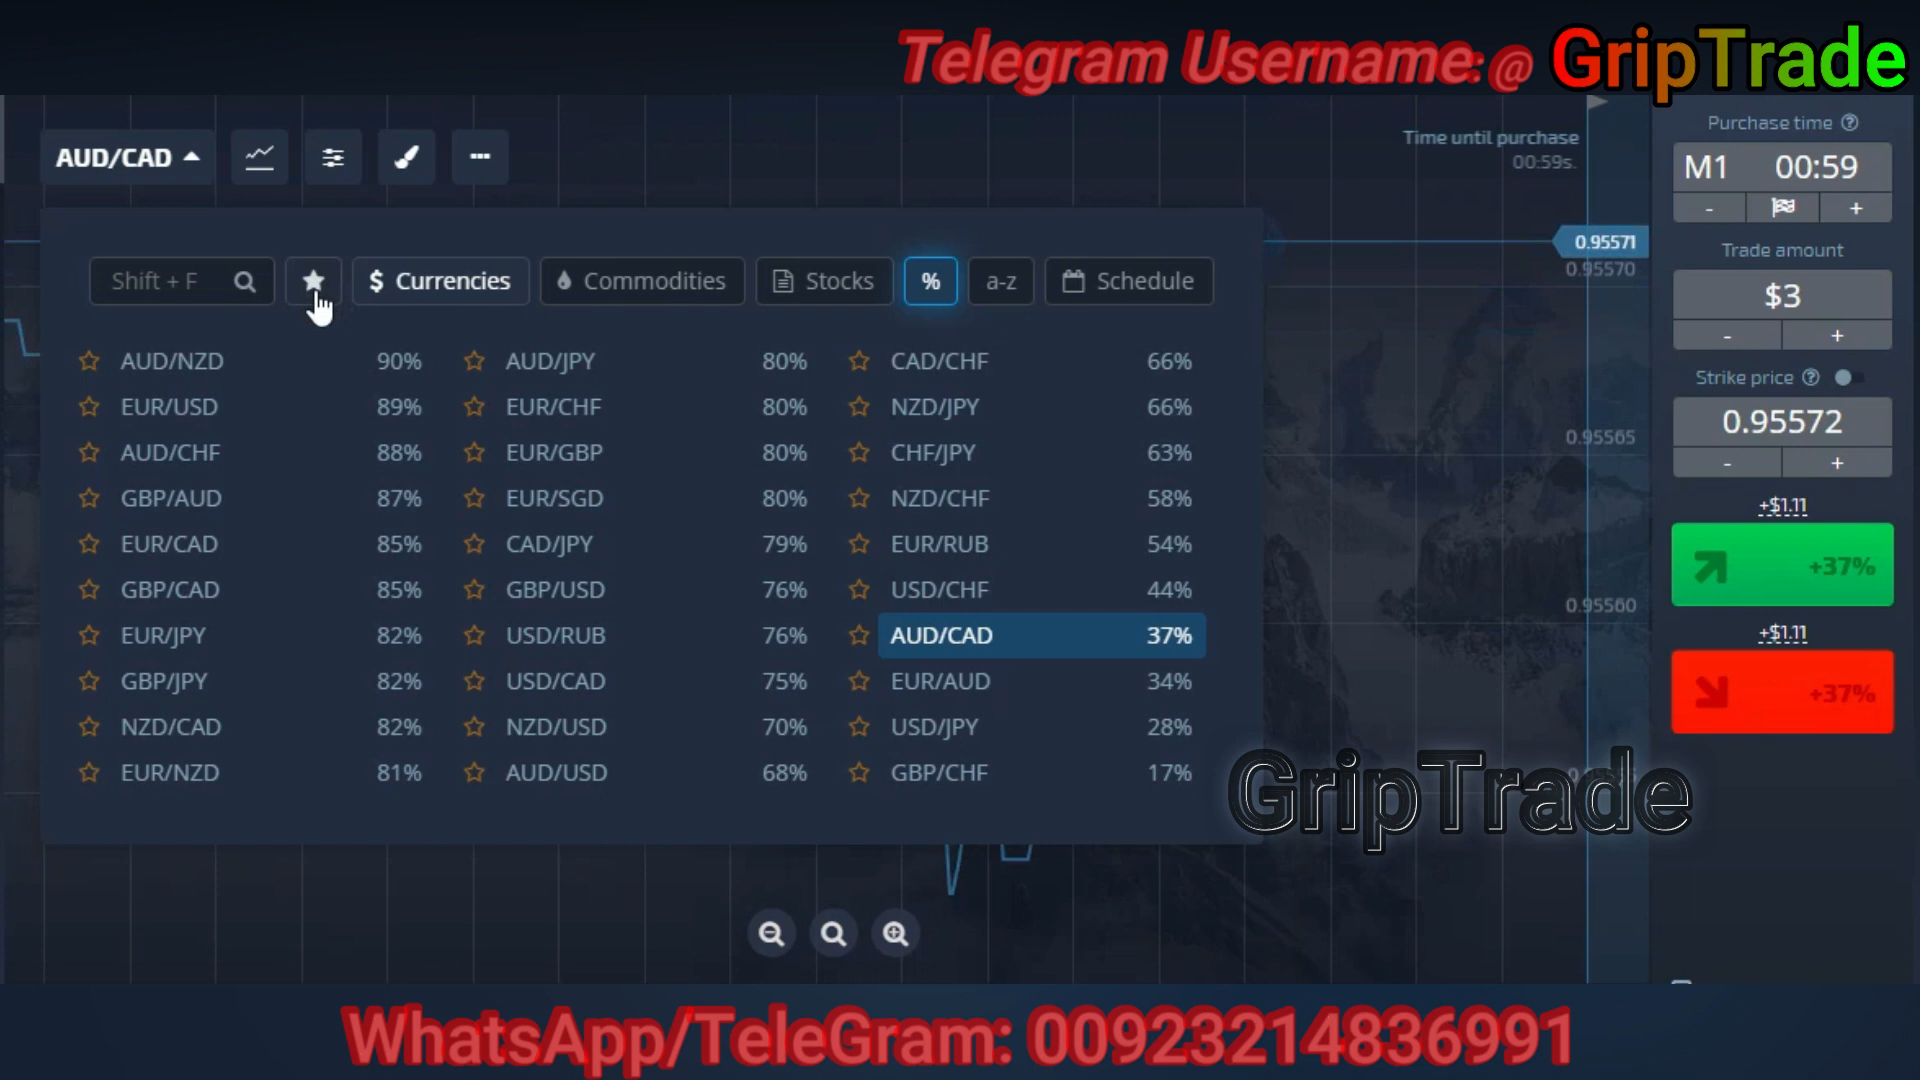 Telegram Username:@ GripTrade
AUD/CAD
Time until purchase
00:59s.
Purchase time
M1 00:59
- +
Trade amount
$3
- +
Strike price
0.95572
- +
+$1.11
+37%
+$1.11
+37%
0.95571
0.95570
0.95565
0.95560
Shift + F $ Currencies Commodities Stocks % a-z Schedule
AUD/NZD 90% AUD/JPY 80% CAD/CHF 66%
EUR/USD 89% EUR/CHF 80% NZD/JPY 66%
AUD/CHF 88% EUR/GBP 80% CHF/JPY 63%
GBP/AUD 87% EUR/SGD 80% NZD/CHF 58%
EUR/CAD 85% CAD/JPY 79% EUR/RUB 54%
GBP/CAD 85% GBP/USD 76% USD/CHF 44%
EUR/JPY 82% USD/RUB 76% AUD/CAD 37%
GBP/JPY 82% USD/CAD 75% EUR/AUD 34%
NZD/CAD 82% NZD/USD 70% USD/JPY 28%
EUR/NZD 81% AUD/USD 68% GBP/CHF 17%
GripTrade
WhatsApp/TeleGram: 00923214836991